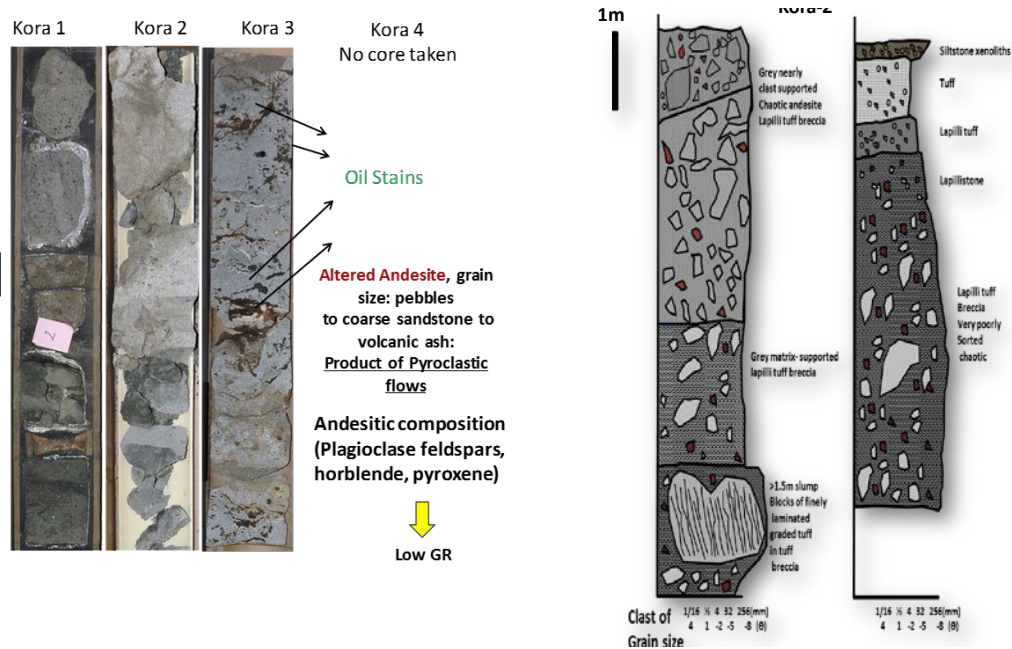 Kora 1
Kora 2
Kora 3
Kora 4
No core taken
Oil Stains
Altered Andesite, grain
size: pebbles
to coarse sandstone to
volcanic ash:
Product of Pyroclastic
flows
Andesitic composition
(Plagioclase feldspars,
horblende, pyroxene)
Low GR
2
1m
Kora-2
Grey nearly
clast supported
Chaotic andesite
Lapilli tuff breccia
Grey matrix-supported
lapilli tuff breccia
>1.5m slump
Blocks of finely
laminated
graded tuff
in tuff
breccia
Siltstone xenoliths
Tuff
Lapilli tuff
Lapillistone
Lapilli tuff
Breccia
Very poorly
Sorted
chaotic
Clast of
Grain size
1/16 ½ 4 32 256(mm)
4 1 -2 -5 -8 (θ)
1/16 ½ 4 32 256(mm)
4 1 -2 -5 -8 (θ)